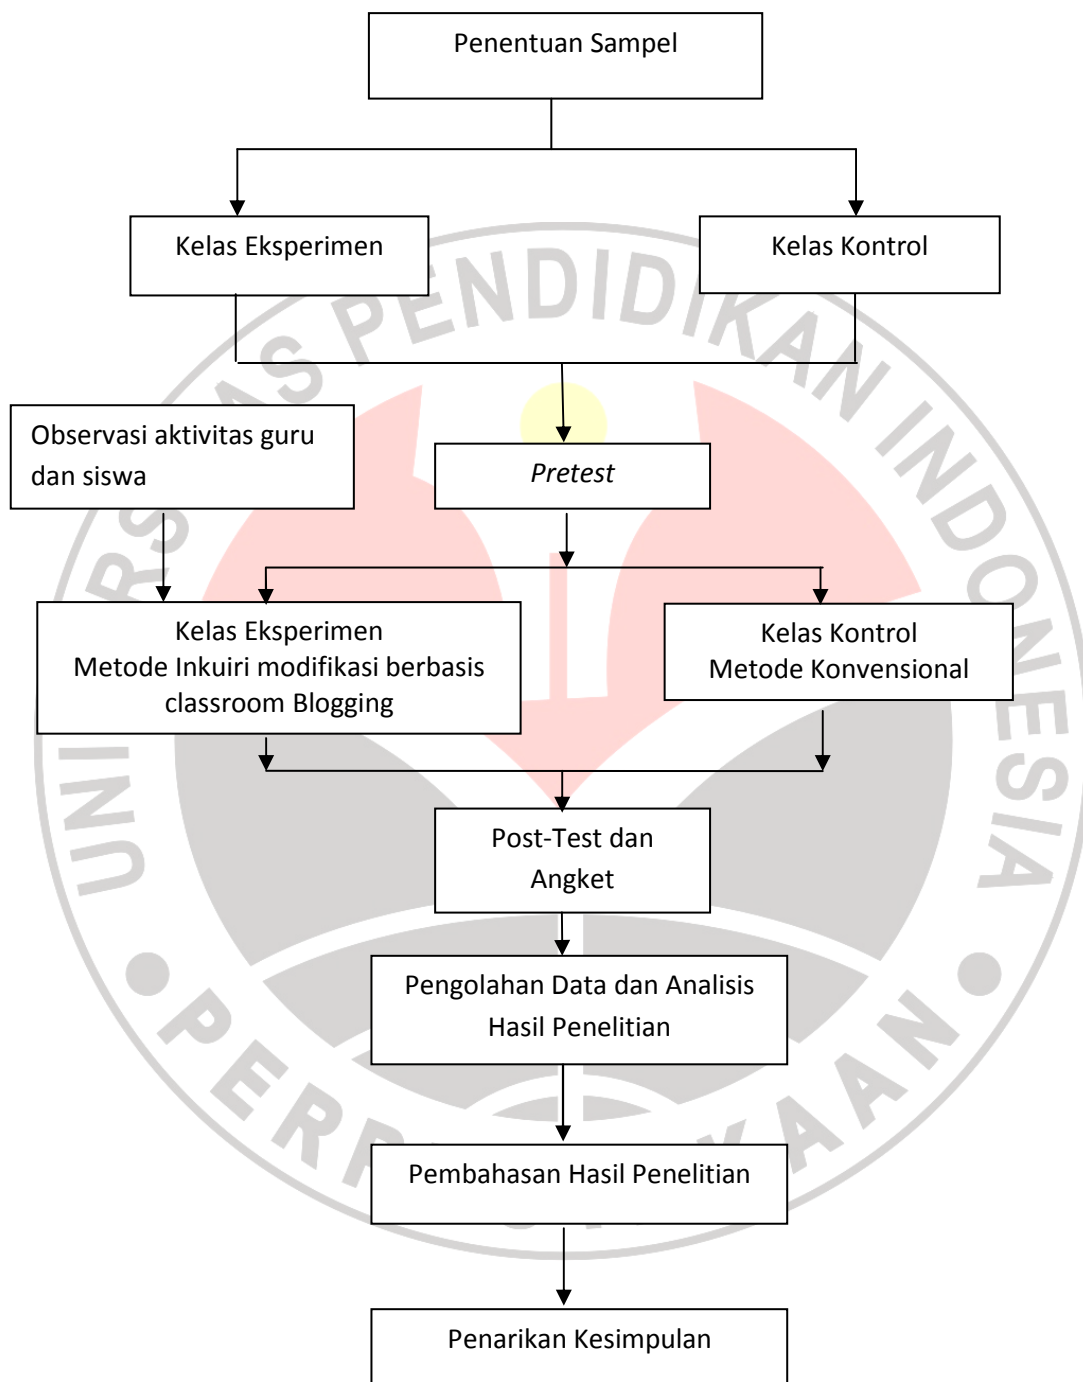 Penentuan Sampel
Kelas Eksperimen
Kelas Kontrol
Observasi aktivitas guru
dan siswa
Pretest
Kelas Eksperimen
Metode Inkuiri modifikasi berbasis
classroom Blogging
Kelas Kontrol
Metode Konvensional
Post-Test dan
Angket
Pengolahan Data dan Analisis
Hasil Penelitian
Pembahasan Hasil Penelitian
Penarikan Kesimpulan
PENDIDIKAN INDONESIA